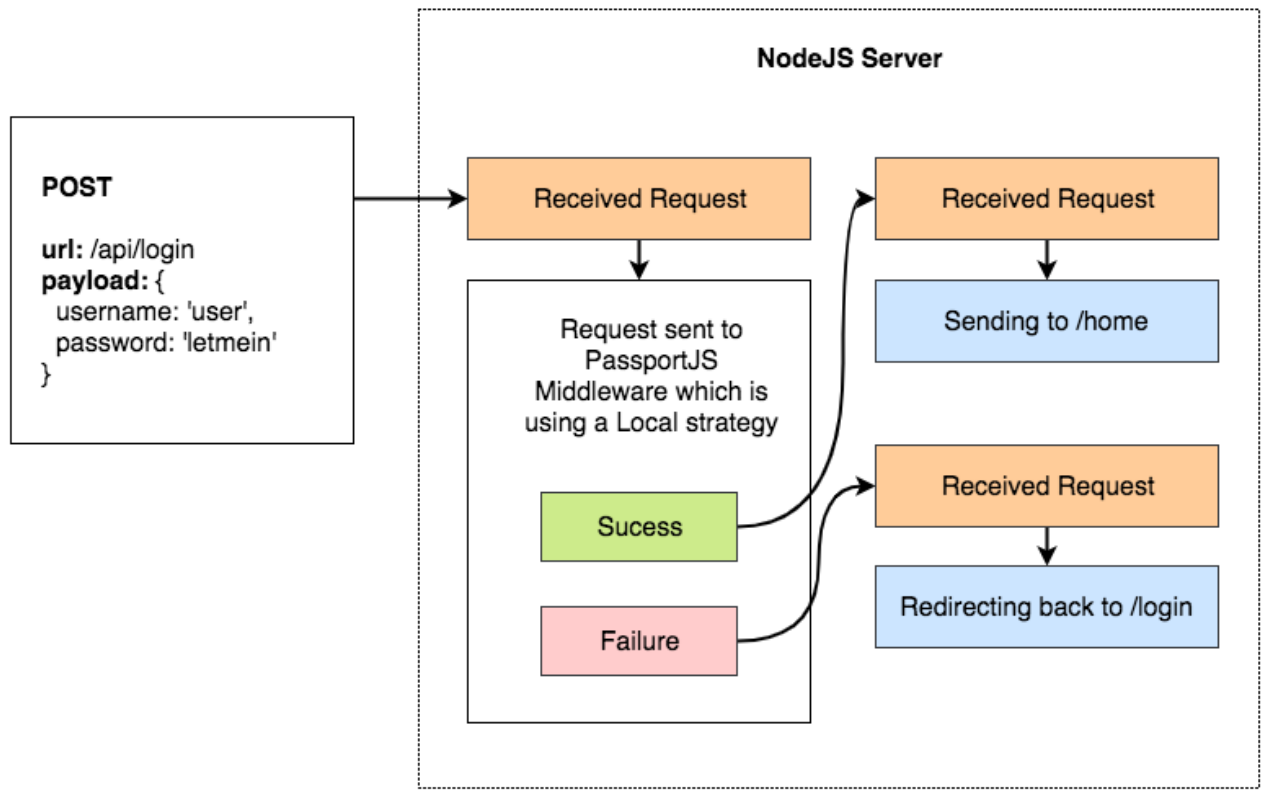 NodeJS Server
POST
url: /api/login
payload: {
username: 'user',
password: 'letmein'
}
Received Request
Request sent to
PassportJS
Middleware which is
using a Local strategy
Sucess
Failure
Received Request
Sending to /home
Received Request
Redirecting back to /login